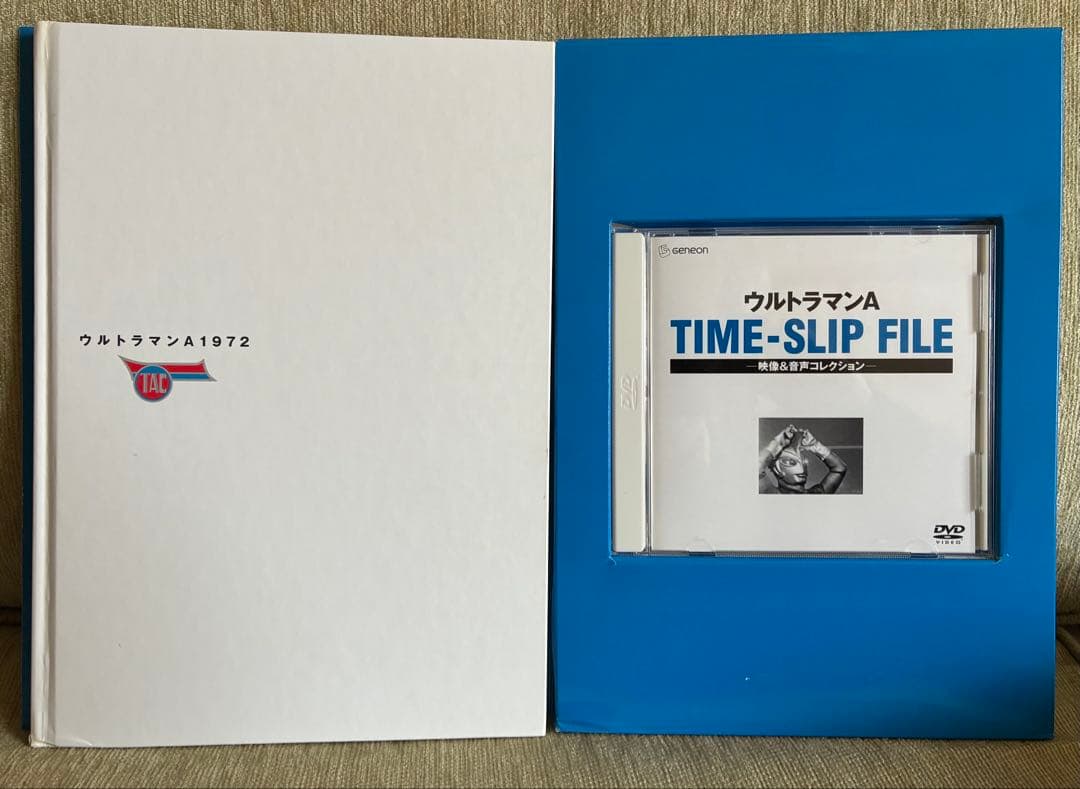 ウルトラマンA1972
TAC
Geneon
ウルトラマンA
TIME-SLIP FILE
―映像&音声コレクション―
DVD
VIDEO